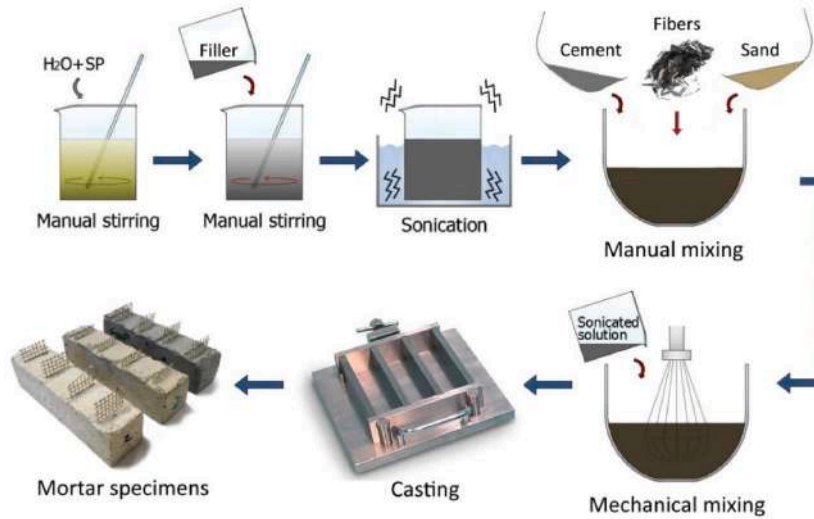 H2O+SP
Manual stirring
Filler
Manual stirring
Sonication
Fibers
Cement
Sand
Manual mixing
Mortar specimens
Casting
Sonicated
solution
Mechanical mixing